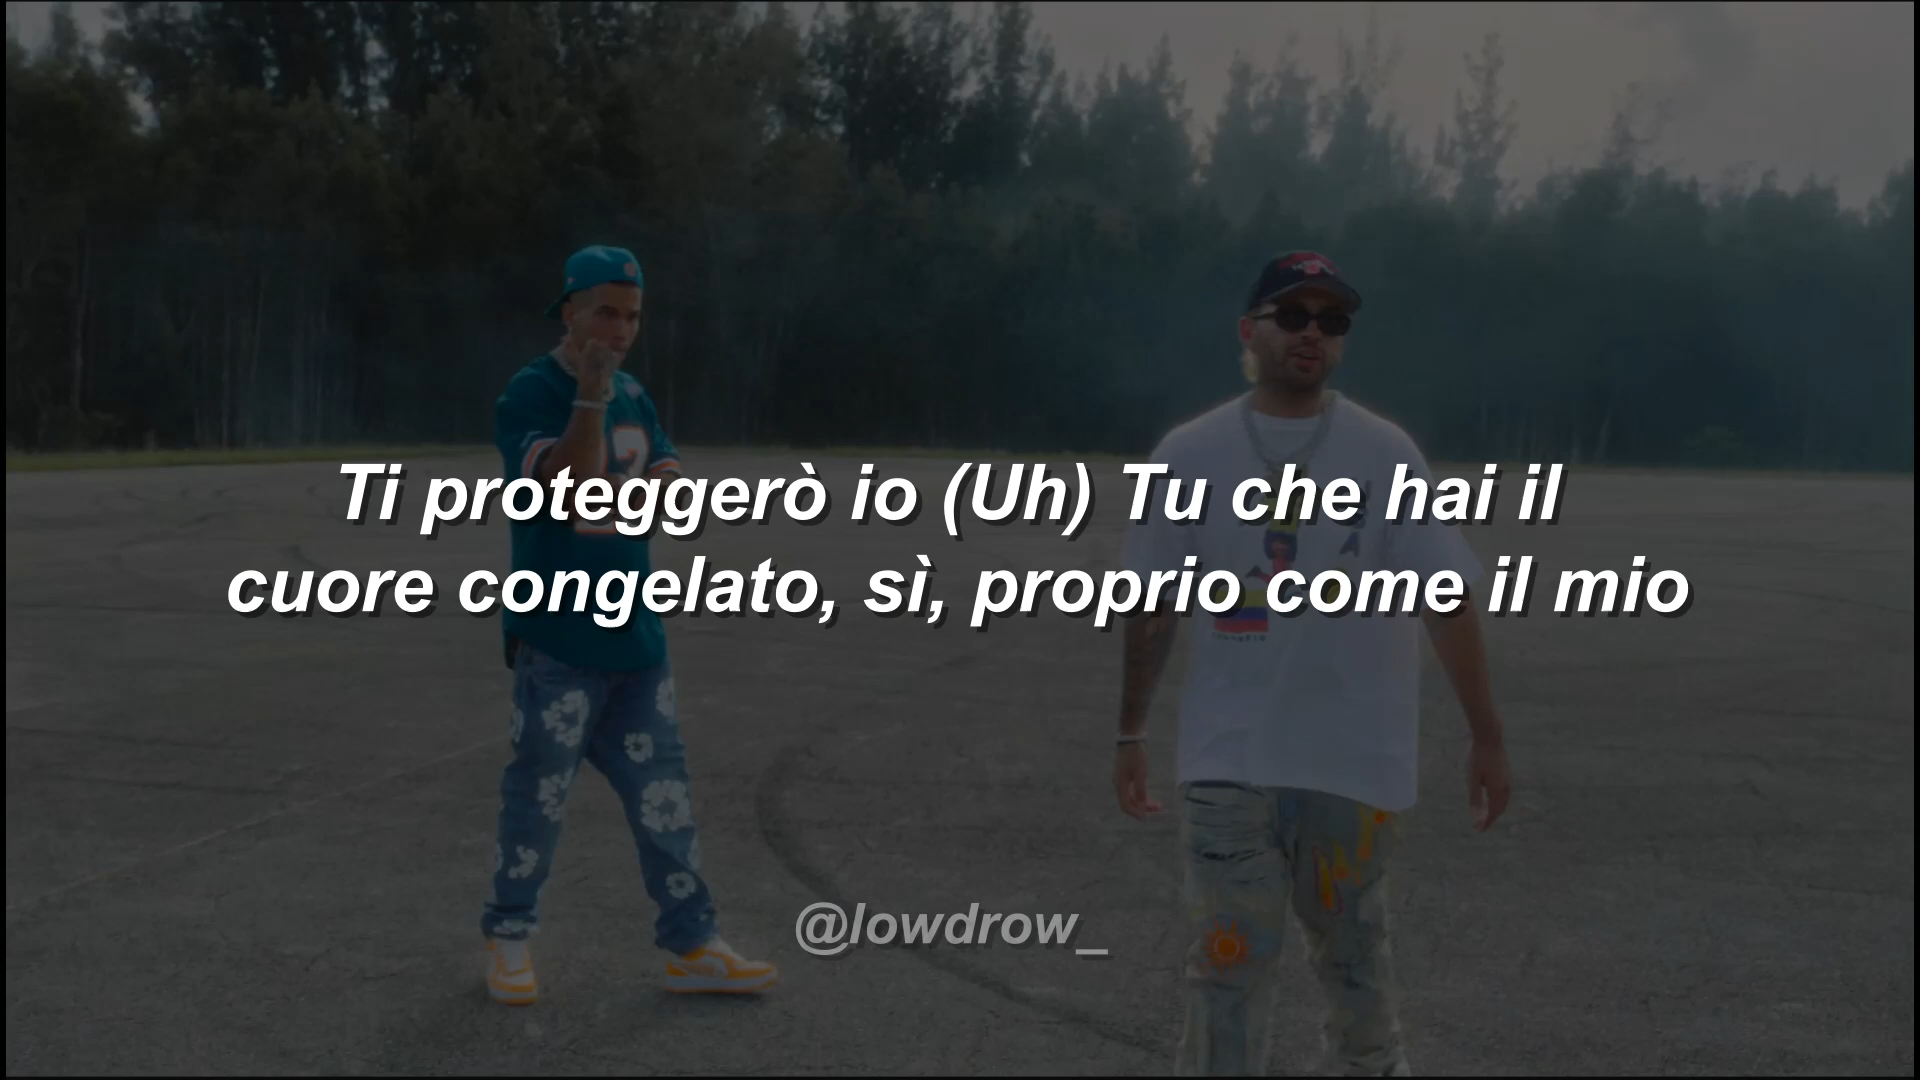 Ti proteggerò io (Uh) Tu che hai il
cuore congelato, sì, proprio come il mio
@lowdrow_